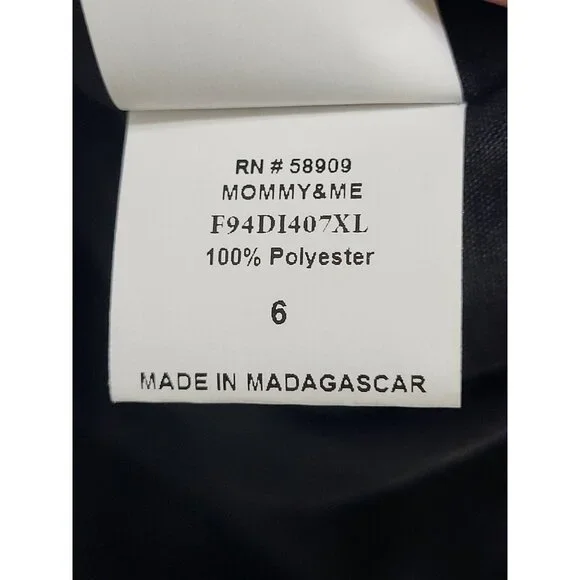 RN # 58909
MOMMY&ME
F94DI407XL
100% Polyester
6
MADE IN MADAGASCAR